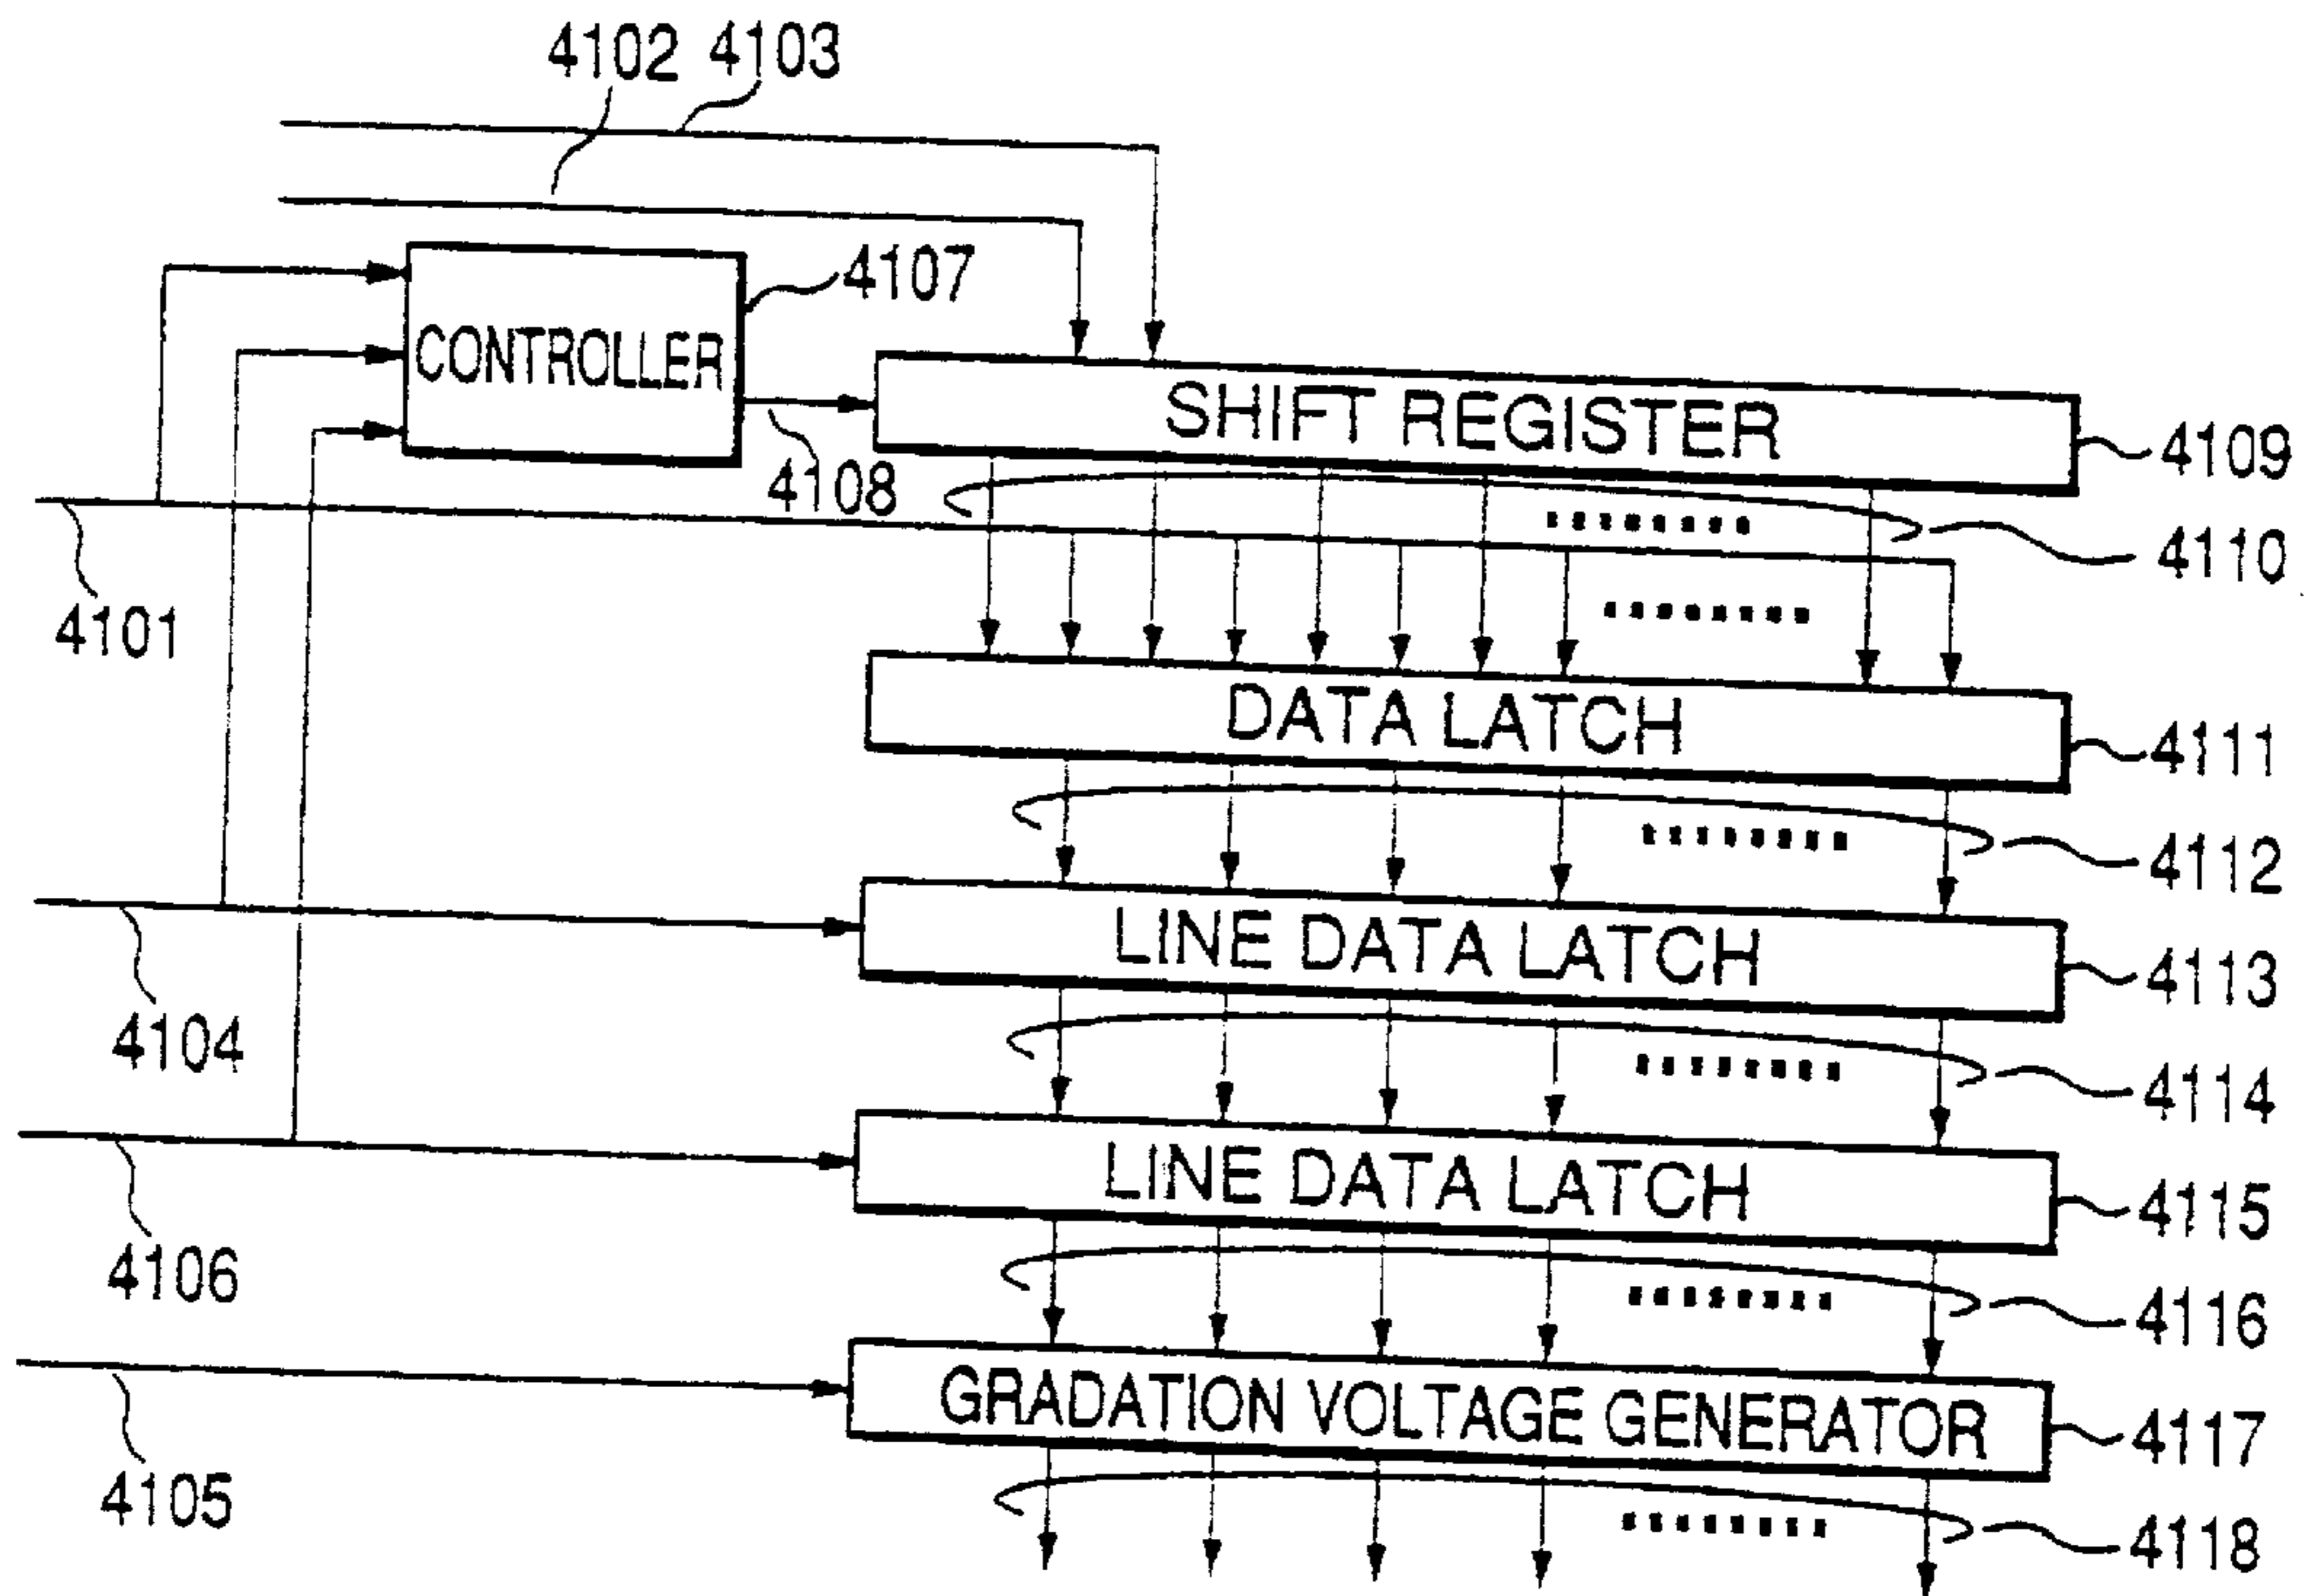 4102 4103
4107
CONTROLLER
SHIFT REGISTER
4109
4108
4110
4101
DATA LATCH
4111
4112
LINE DATA LATCH
4113
4104
4114
LINE DATA LATCH
4115
4106
4116
GRADATION VOLTAGE GENERATOR
4117
4105
4118